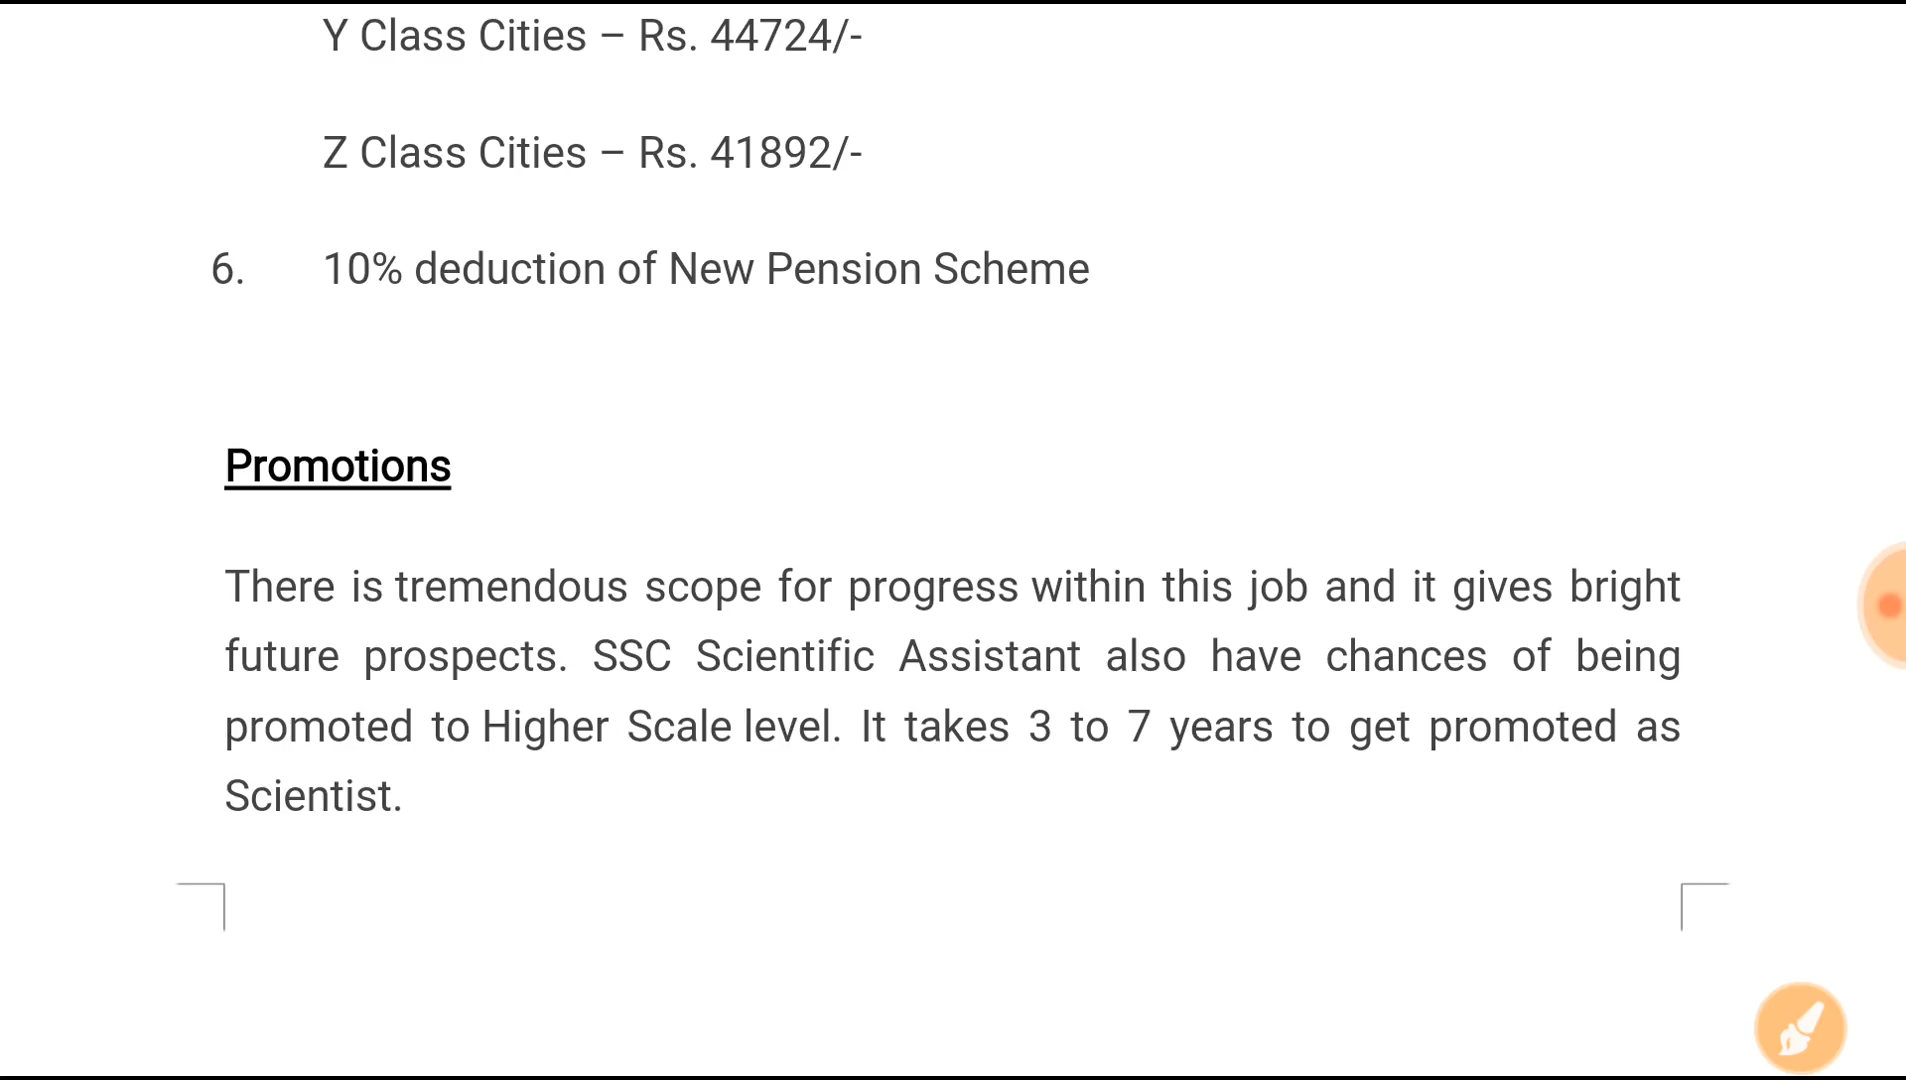 Y Class Cities – Rs. 44724/-
Z Class Cities – Rs. 41892/-
6. 10% deduction of New Pension Scheme
Promotions
There is tremendous scope for progress within this job and it gives bright
future prospects. SSC Scientific Assistant also have chances of being
promoted to Higher Scale level. It takes 3 to 7 years to get promoted as
Scientist.